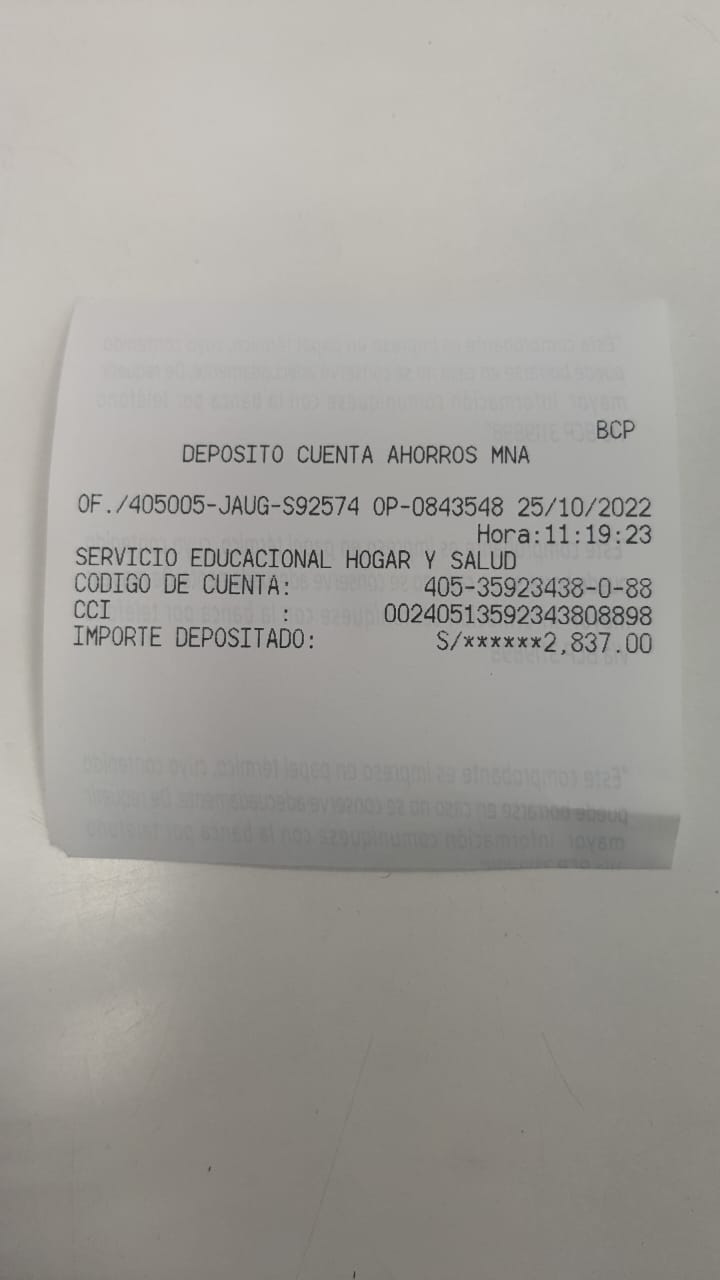 BCP
DEPOSITO CUENTA AHORROS MNA
OF./405005-JAUG-S92574 OP-0843548 25/10/2022
Hora:11:19:23
SERVICIO EDUCACIONAL HOGAR Y SALUD
CODIGO DE CUENTA: 405-35923438-0-88
CCI : 00240513592343808898
IMPORTE DEPOSITADO: S/******2,837.00